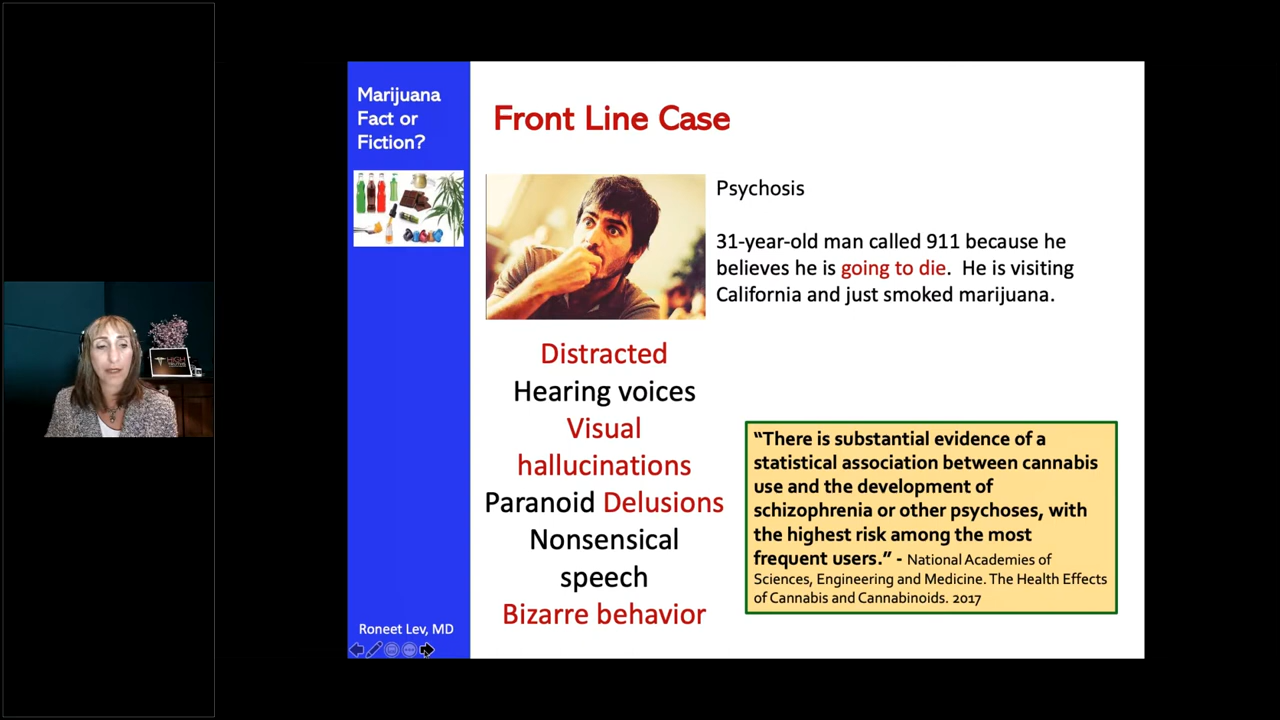 Marijuana
Fact or
Fiction?
Front Line Case
Psychosis
31-year-old man called 911 because he
believes he is going to die. He is visiting
California and just smoked marijuana.
Distracted
Hearing voices
Visual
hallucinations
Paranoid Delusions
Nonsensical
speech
Bizarre behavior
“There is substantial evidence of a
statistical association between cannabis
use and the development of
schizophrenia or other psychoses, with
the highest risk among the most
frequent users.” - National Academies of
Sciences, Engineering and Medicine. The Health Effects
of Cannabis and Cannabinoids. 2017
Roneet Lev, MD
HIGH